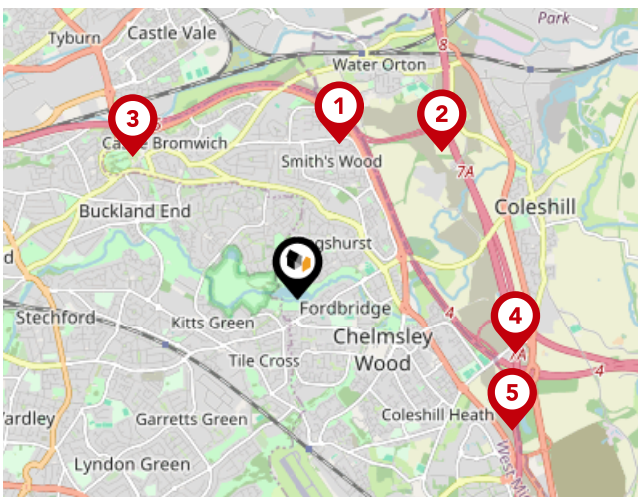 Park
Tyburn
Castle Vale
8
Water Orton
1
2
3
Castle Bromwich
Smith's Wood
7A
Buckland End
Coleshill
gshurst
d
Fordbridge
Stechford
Kitts Green
4
4
Chelmsley
Wood
Tile Cross
7A
4
5
Yardley
Garretts Green
Coleshill Heath
Lyndon Green
West Mi